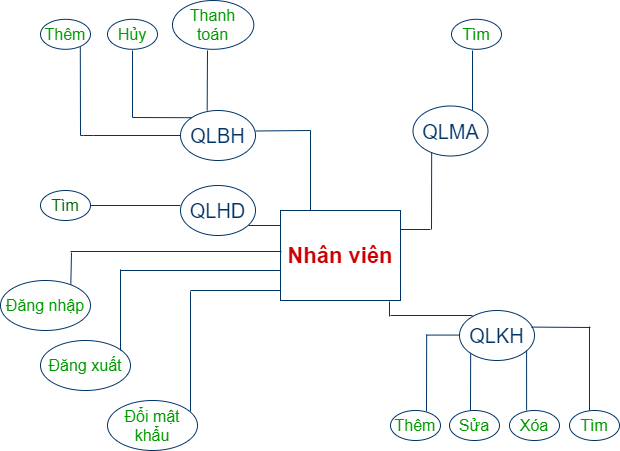 Thêm
Hủy
Thanh
toán
Tìm
QLBH
QLMA
Tìm
QLHD
Nhân viên
Đăng nhập
Đăng xuất
QLKH
Đổi mật
khẩu
Thêm
Sửa
Xóa
Tìm